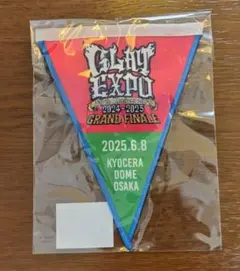 GLAY
EXPO
2024-2025
GRAND FINALE
2025.6.8
KYOCERA
DOME
OSAKA